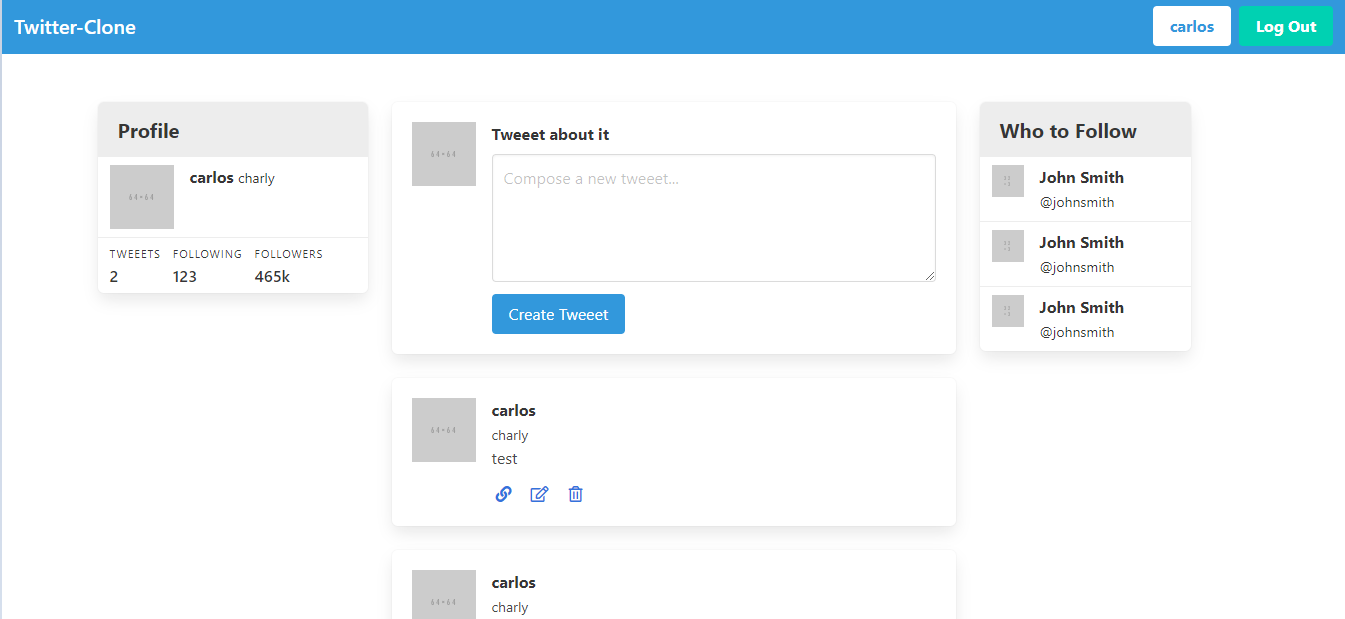 Twitter-Clone
carlos
Log Out
Profile
64×64
carlos charly
TWEEETS FOLLOWING FOLLOWERS
2 123 465k
64×64
Tweeet about it
Compose a new tweeet...
Create Tweeet
64×64
carlos
charly
test
64×64
carlos
charly
Who to Follow
John Smith
@johnsmith
John Smith
@johnsmith
John Smith
@johnsmith